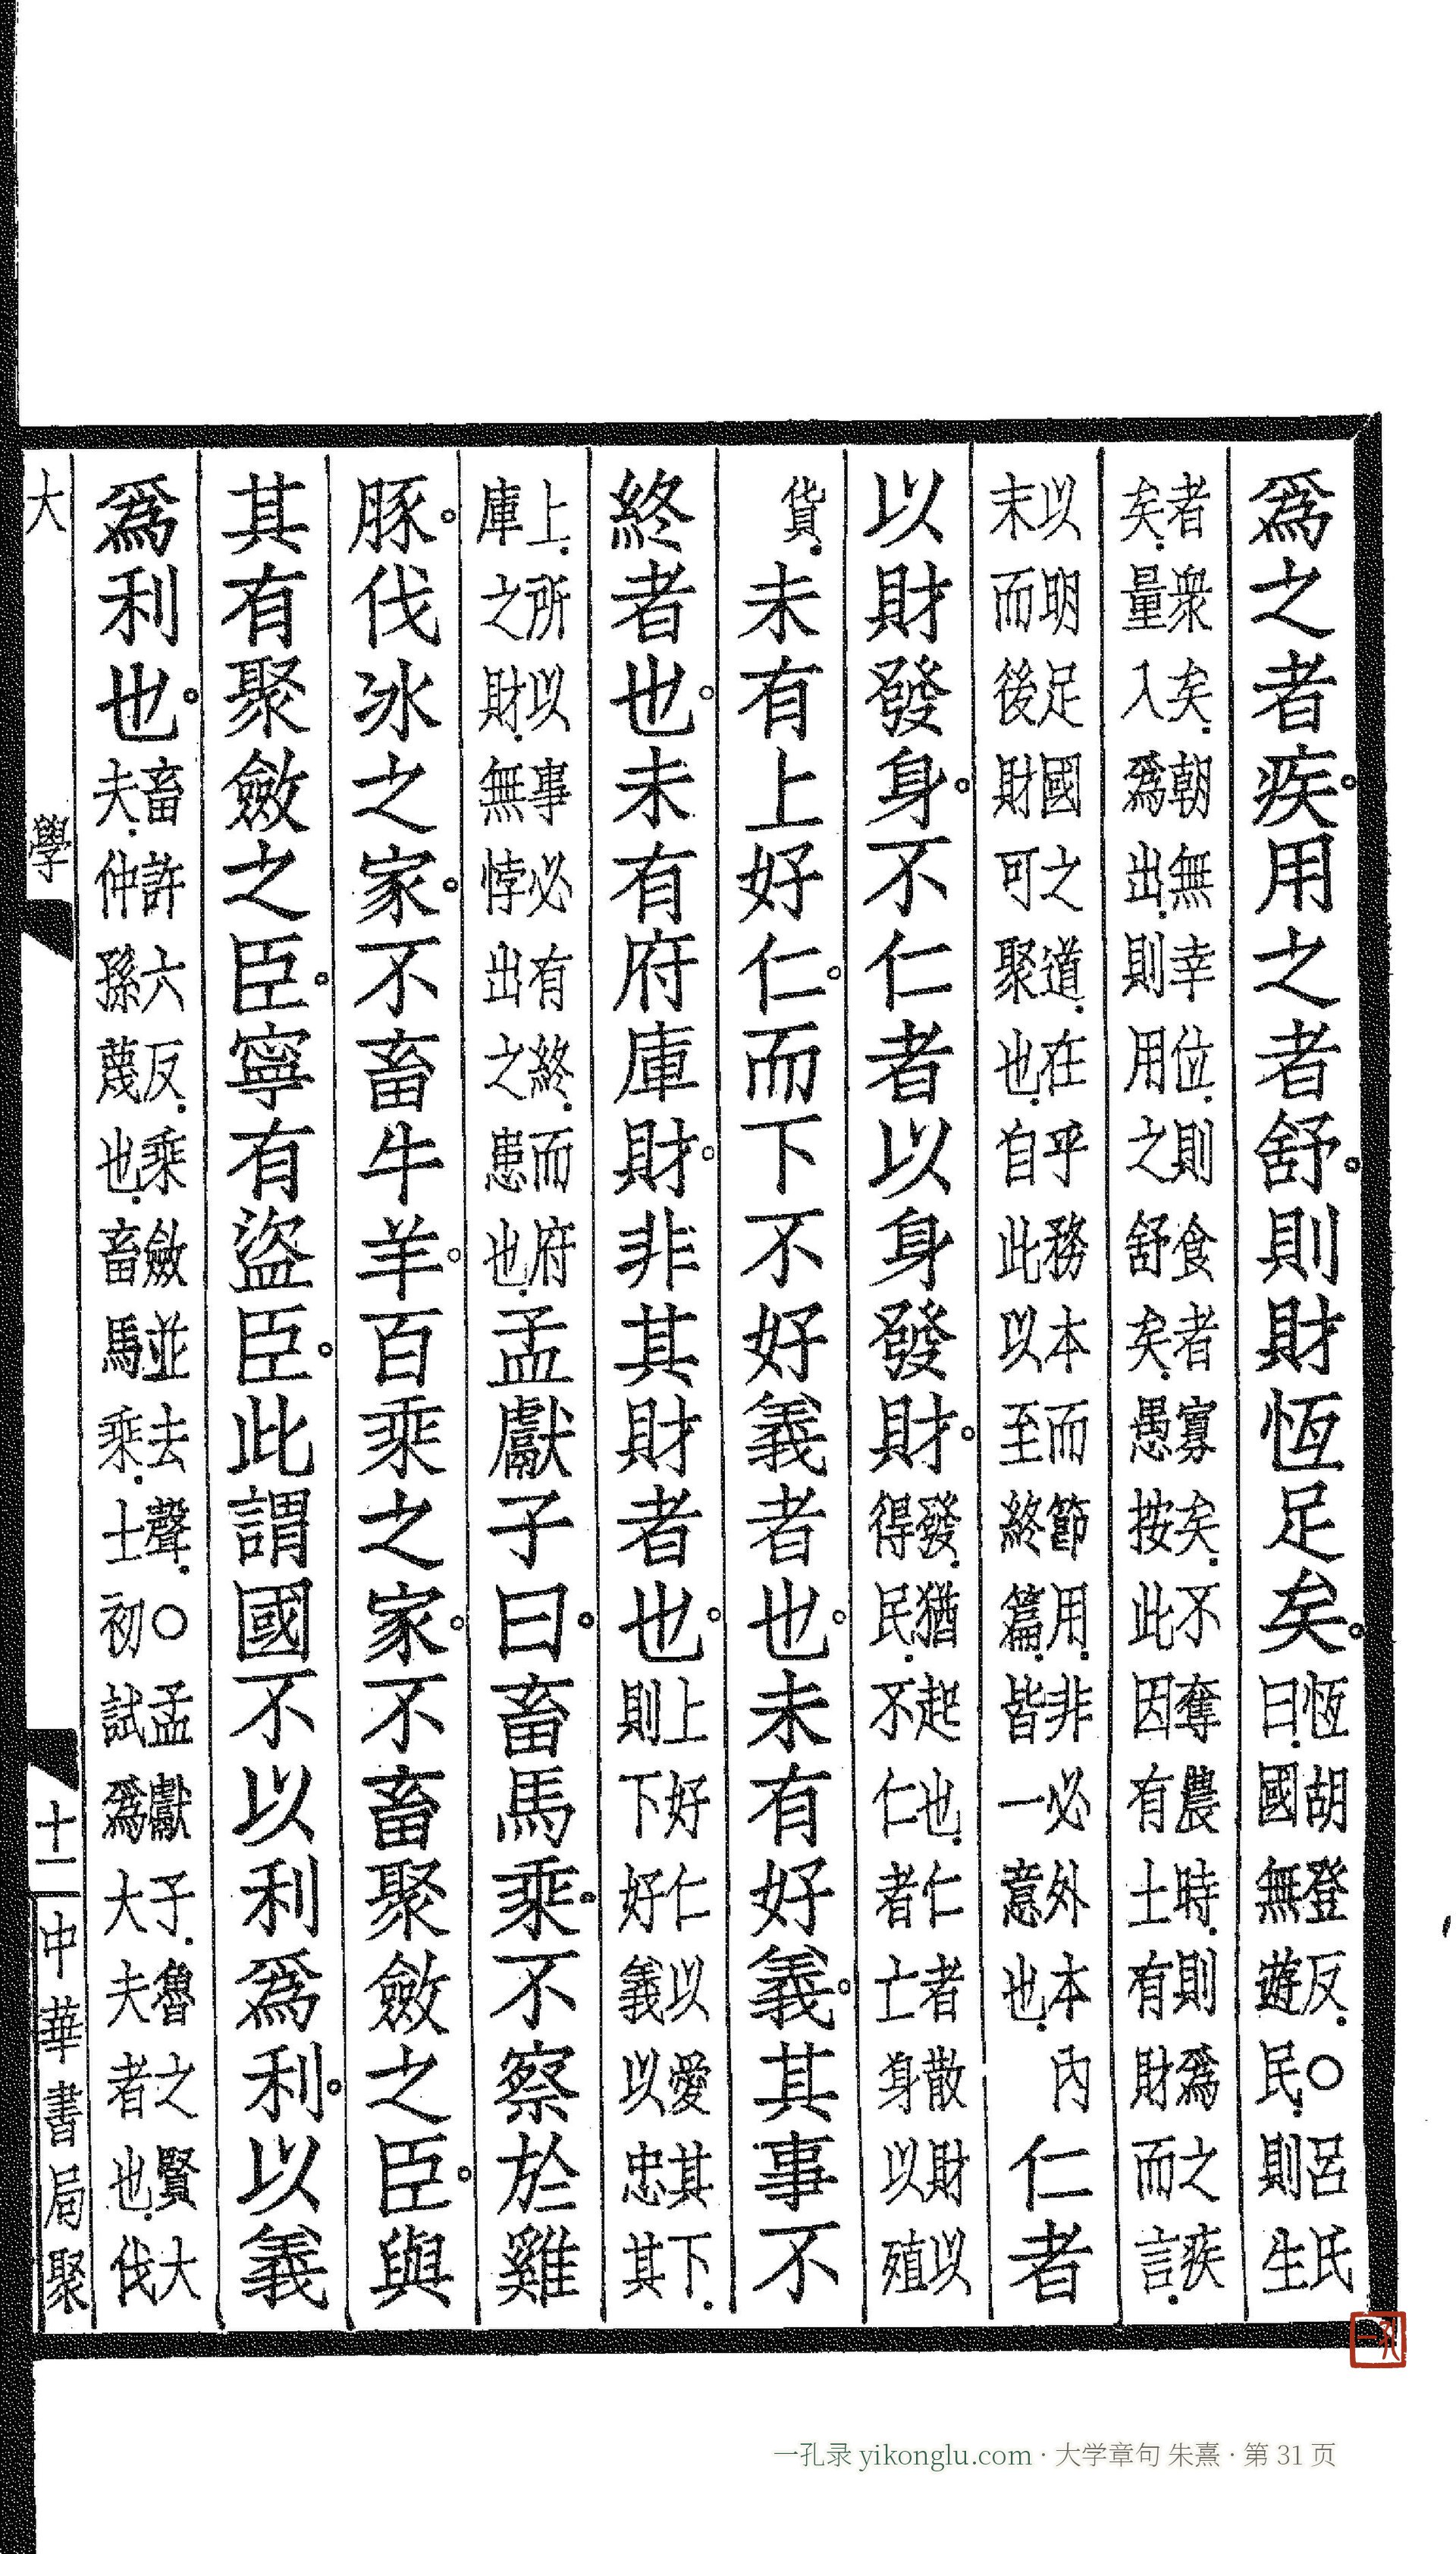 爲之者疾。用之者舒。則財恆足矣。恆胡登反.〇呂氏
曰.國無遊民.則生
者衆矣.朝無幸位.則食者寡矣.不奪農時.則爲之疾
矣.量入爲出.則用之舒矣.愚按此因有土有財而言.
以明足國之道.在乎務本而節用.非必外本內
末而後財可聚也.自此以至終篇.皆一意也.仁者
以財發身。不仁者以身發財。發.猶起也.仁者散財以
得民.不仁者亡身以殖
貨.未有上好仁。而下不好義者也。未有好義。其事不
終者也。未有府庫財。非其財者也。上好仁以愛其下.
則下好義以忠其
上.所以事必有終.而府
庫之財.無悖出之患也.孟獻子曰。畜馬乘。不察於雞
豚。伐冰之家。不畜牛羊。百乘之家。不畜聚斂之臣。與
其有聚斂之臣。寧有盜臣。此謂國不以利爲利。以義
爲利也。畜許六反.乘斂並去聲.〇孟獻子.魯之賢大
夫.仲孫蔑也.畜馬乘.士初試爲大夫者也.伐
大學 十一 中華書局聚
一孔
一孔录 yikonglu.com · 大学章句 朱熹 · 第 31 页